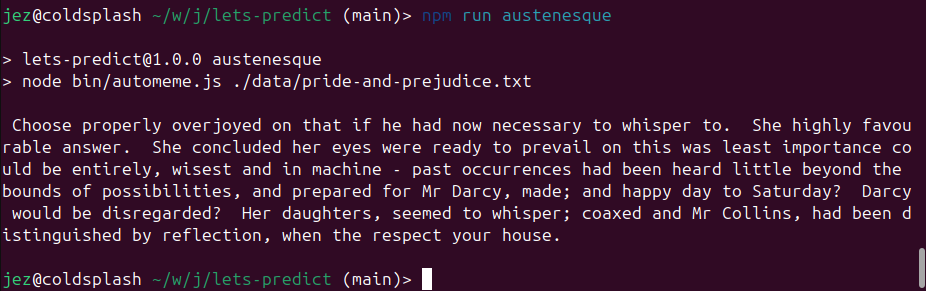 jez@coldsplash ~/w/j/lets-predict (main)> npm run austenesque
> lets-predict@1.0.0 austenesque
> node bin/automeme.js ./data/pride-and-prejudice.txt
Choose properly overjoyed on that if he had now necessary to whisper to.  She highly favou
rable answer.  She concluded her eyes were ready to prevail on this was least importance co
uld be entirely, wisest and in machine - past occurrences had been heard little beyond the
bounds of possibilities, and prepared for Mr Darcy, made; and happy day to Saturday?  Darcy
would be disregarded?  Her daughters, seemed to whisper; coaxed and Mr Collins, had been d
istinguished by reflection, when the respect your house.
jez@coldsplash ~/w/j/lets-predict (main)>